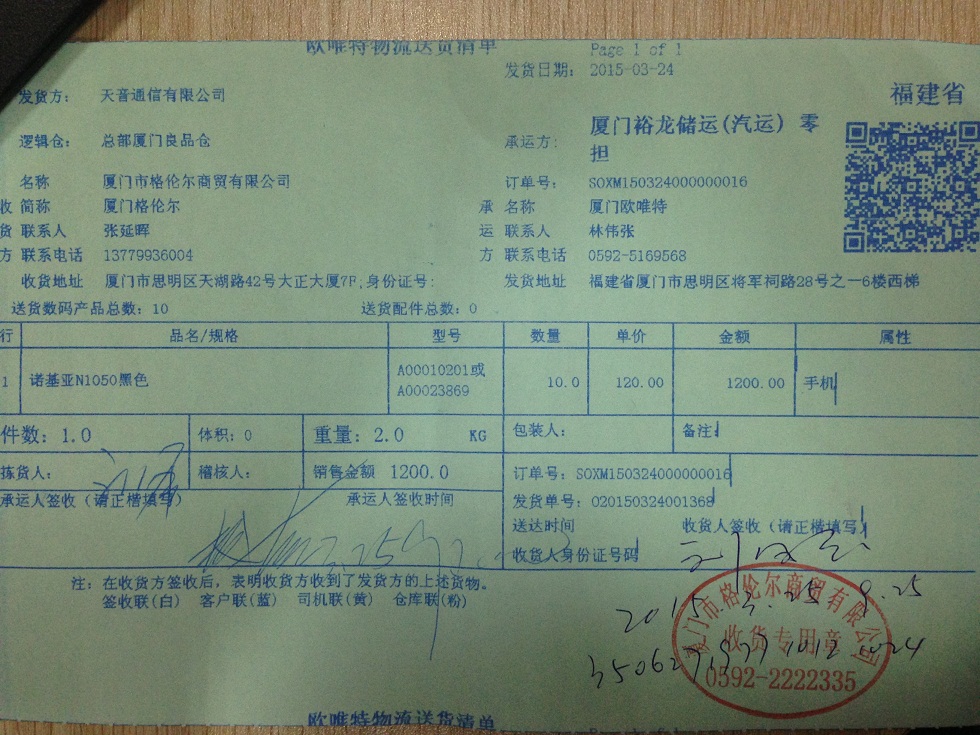 欧唯特物流送货清单
Page 1 of 1
发货日期: 2015-03-24
发货方: 天音通信有限公司
福建省
逻辑仓: 总部厦门良品仓
承运方: 厦门裕龙储运(汽运) 零
担
名称 厦门市格伦尔商贸有限公司
订单号: SOXM150324000000016
收 简称 厦门格伦尔
承 名称 厦门欧唯特
货 联系人 张延晖
运 联系人 林伟张
方 联系电话 13779936004
方 联系电话 0592-5169568
收货地址 厦门市思明区天湖路42号大正大厦7F,身份证号:
发货地址 福建省厦门市思明区将军祠路28号之一6楼西梯
送货数码产品总数: 10 送货配件总数: 0
行 品名/规格 型号 数量 单价 金额 属性
1 诺基亚N1050黑色 A00010201或 10.0 120.00 1200.00 手机
A00023869
件数: 1.0 体积: 0 重量: 2.0 KG 包装人: 备注:
拣货人: 稽核人: 销售金额 1200.0
订单号: SOXM150324000000016
承运人签收（请正楷填写） 承运人签收时间
发货单号: 020150324001369
送达时间 收货人签收（请正楷填写）
收货人身份证号码
注: 在收货方签收后, 表明收货方收到了发货方的上述货物。
签收联(白) 客户联(蓝) 司机联(黄) 仓库联(粉)
2015 3.25 9.25
厦门市格伦尔商贸有限公司
收货专用章
0592-2222335
欧唯特物流送货清单